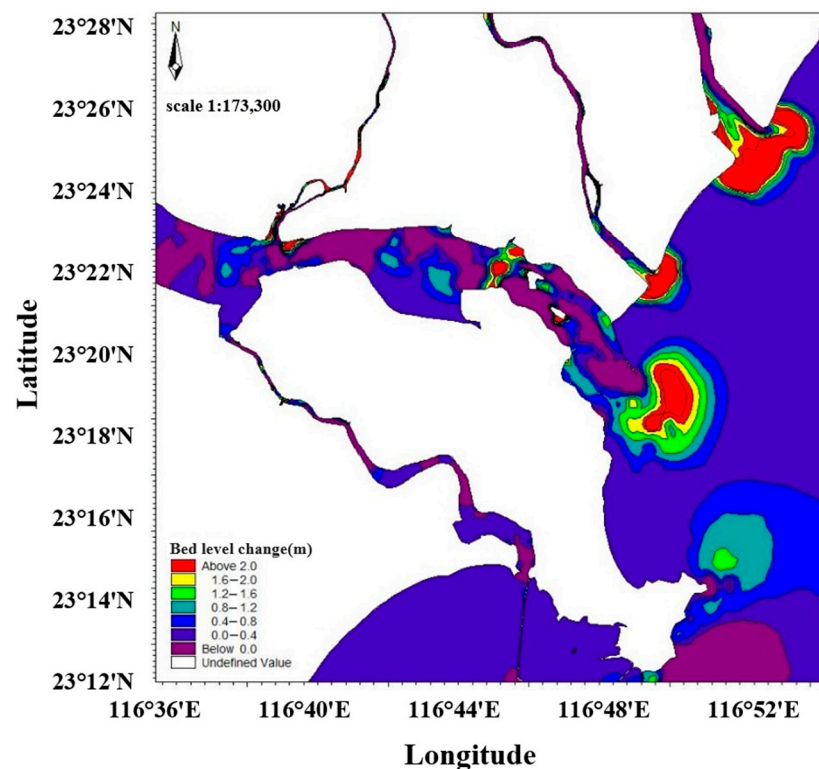 23°28'N
N
23°26'N
scale 1:173,300
23°24'N
23°22'N
23°20'N
Latitude
23°18'N
23°16'N
Bed level change(m)
Above 2.0
1.6–2.0
1.2–1.6
0.8–1.2
0.4–0.8
0.0–0.4
Below 0.0
Undefined Value
23°14'N
23°12'N
116°36'E 116°40'E 116°44'E 116°48'E 116°52'E
Longitude